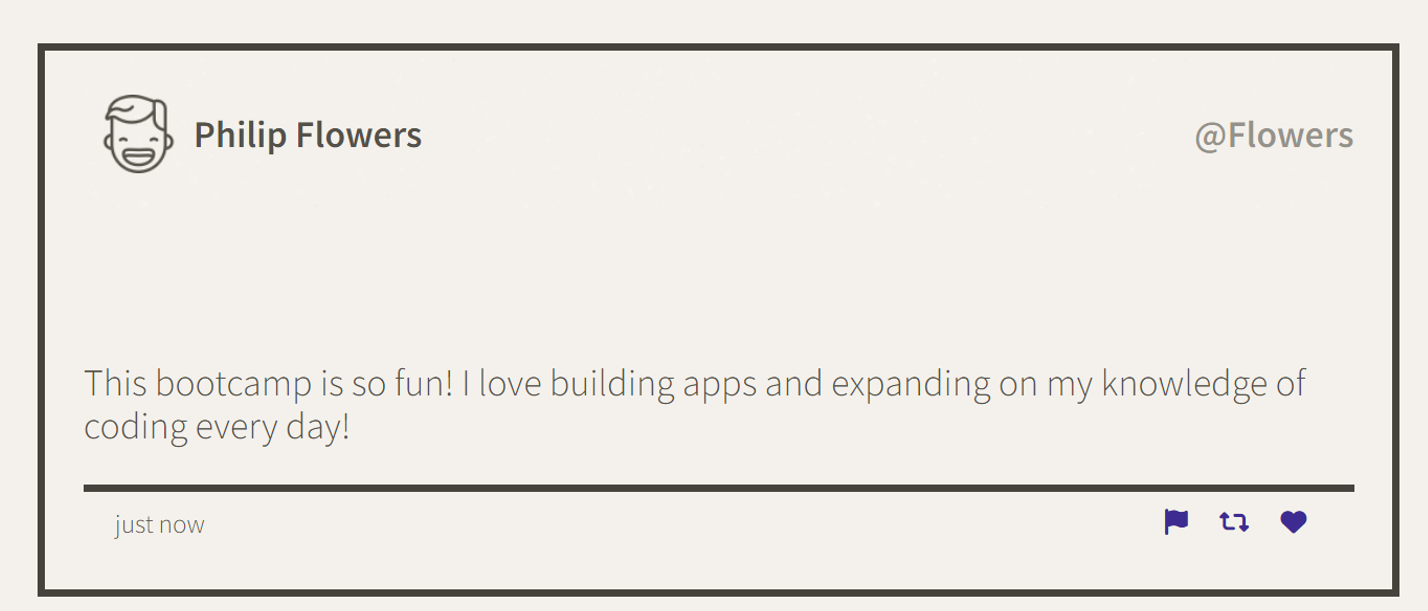 Philip Flowers
@Flowers
This bootcamp is so fun! I love building apps and expanding on my knowledge of
coding every day!
just now